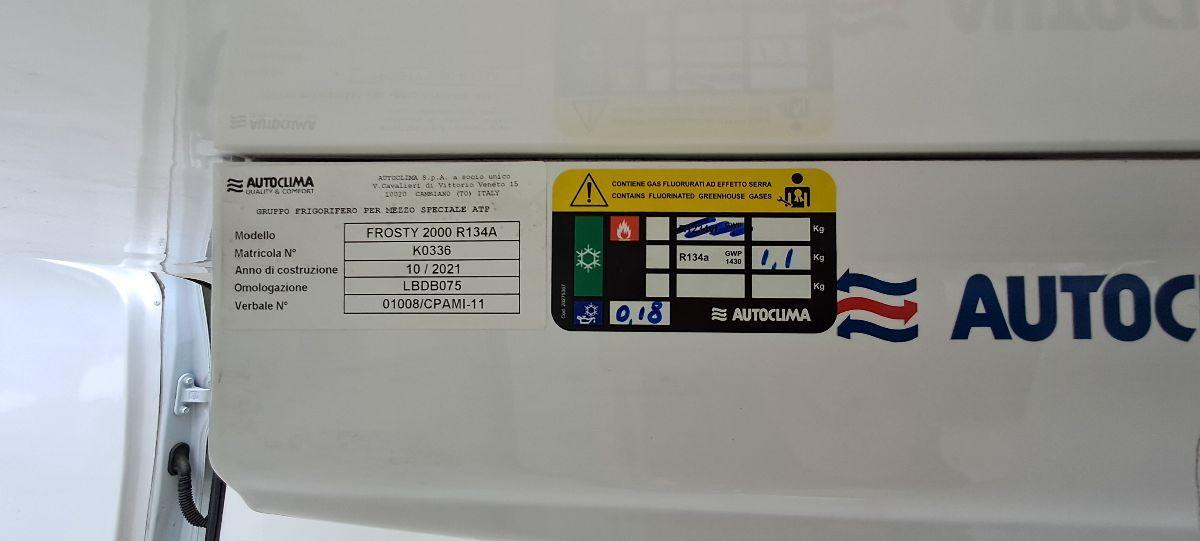 AUTOCLIMA
QUALITY & COMFORT
AUTOCLIMA S.p.A. a socio unico
V.Cavalieri di Vittorio Veneto 15
10020 CAMBIANO (TO) ITALY
GRUPPO FRIGORIFERO PER MEZZO SPECIALE ATP
Modello FROSTY 2000 R134A
Matricola N° K0336
Anno di costruzione 10 / 2021
Omologazione LBDB075
Verbale N° 01008/CPAMI-11
CONTIENE GAS FLUORURATI AD EFFETTO SERRA
CONTAINS FLUORINATED GREENHOUSE GASES
Kg
R134a GWP 1430 1,1 Kg
Kg
0,18
AUTOCLIMA
AUTOC